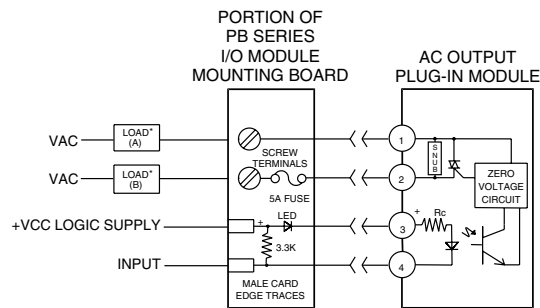 PORTION OF
PB SERIES
I/O MODULE
MOUNTING BOARD
AC OUTPUT
PLUG-IN MODULE
VAC
LOAD*
(A)
1
SCREW
TERMINALS
VAC
LOAD*
(B)
5A FUSE
2
SNUB
ZERO
VOLTAGE
CIRCUIT
+VCC LOGIC SUPPLY
+
LED
3
+
Rc
3.3K
INPUT
4
MALE CARD
EDGE TRACES